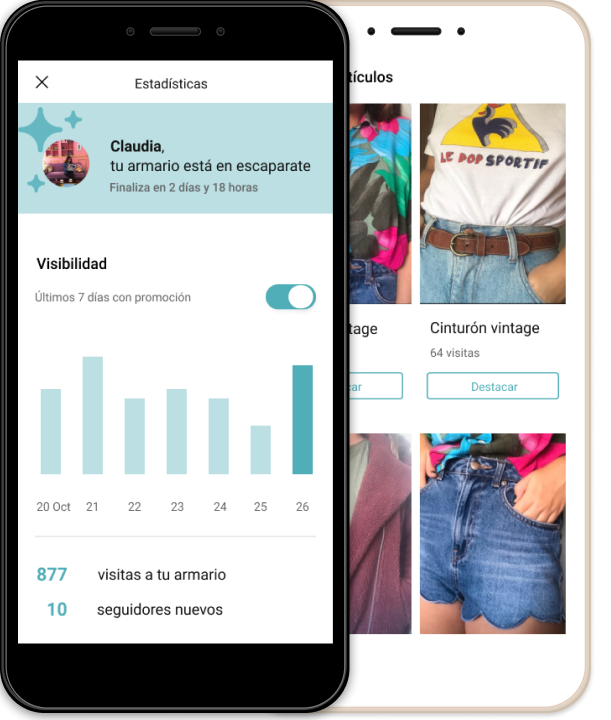 Estadísticas
Claudia,
tu armario está en escaparate
Finaliza en 2 días y 18 horas
Visibilidad
Últimos 7 días con promoción
20 Oct 21 22 23 24 25 26
877 visitas a tu armario
10 seguidores nuevos
tículos
LE POP SPORTIF
tage
Cinturón vintage
64 visitas
ar
Destacar